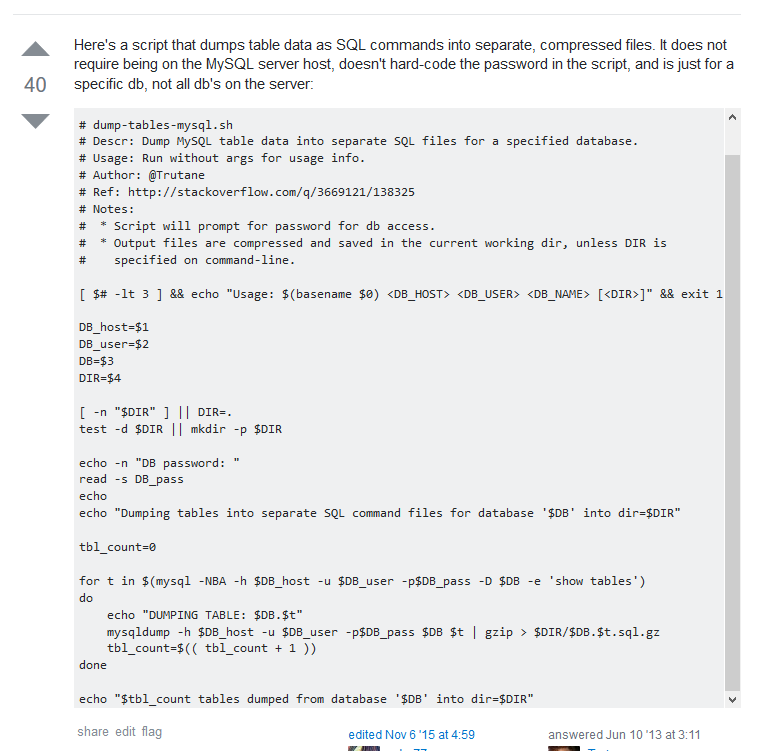 Here's a script that dumps table data as SQL commands into separate, compressed files. It does not
require being on the MySQL server host, doesn't hard-code the password in the script, and is just for a
specific db, not all db's on the server:
40
# dump-tables-mysql.sh
# Descr: Dump MySQL table data into separate SQL files for a specified database.
# Usage: Run without args for usage info.
# Author: @Trutane
# Ref: http://stackoverflow.com/q/3669121/138325
# Notes:
#  * Script will prompt for password for db access.
#  * Output files are compressed and saved in the current working dir, unless DIR is
#    specified on command-line.
[ $# -lt 3 ] && echo "Usage: $(basename $0) <DB_HOST> <DB_USER> <DB_NAME> [<DIR>]" && exit 1
DB_host=$1
DB_user=$2
DB=$3
DIR=$4
[ -n "$DIR" ] || DIR=.
test -d $DIR || mkdir -p $DIR
echo -n "DB password: "
read -s DB_pass
echo
echo "Dumping tables into separate SQL command files for database '$DB' into dir=$DIR"
tbl_count=0
for t in $(mysql -NBA -h $DB_host -u $DB_user -p$DB_pass -D $DB -e 'show tables')
do
    echo "DUMPING TABLE: $DB.$t"
    mysqldump -h $DB_host -u $DB_user -p$DB_pass $DB $t | gzip > $DIR/$DB.$t.sql.gz
    tbl_count=$(( tbl_count + 1 ))
done
echo "$tbl_count tables dumped from database '$DB' into dir=$DIR"
share edit flag
edited Nov 6 '15 at 4:59
answered Jun 10 '13 at 3:11